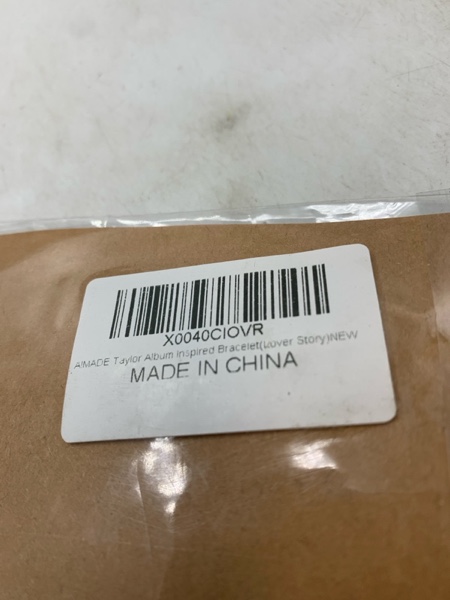 X0040CIOVR
AIMADE Taylor Album Inspired Bracelet(Lover Story)NEW
MADE IN CHINA